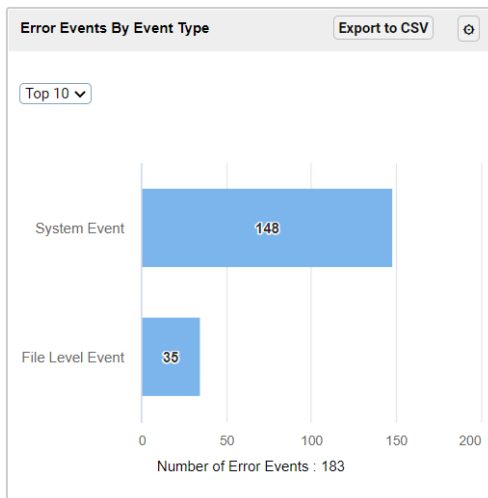 Error Events By Event Type
Export to CSV
Top 10
System Event
148
File Level Event
35
0 50 100 150 200
Number of Error Events : 183